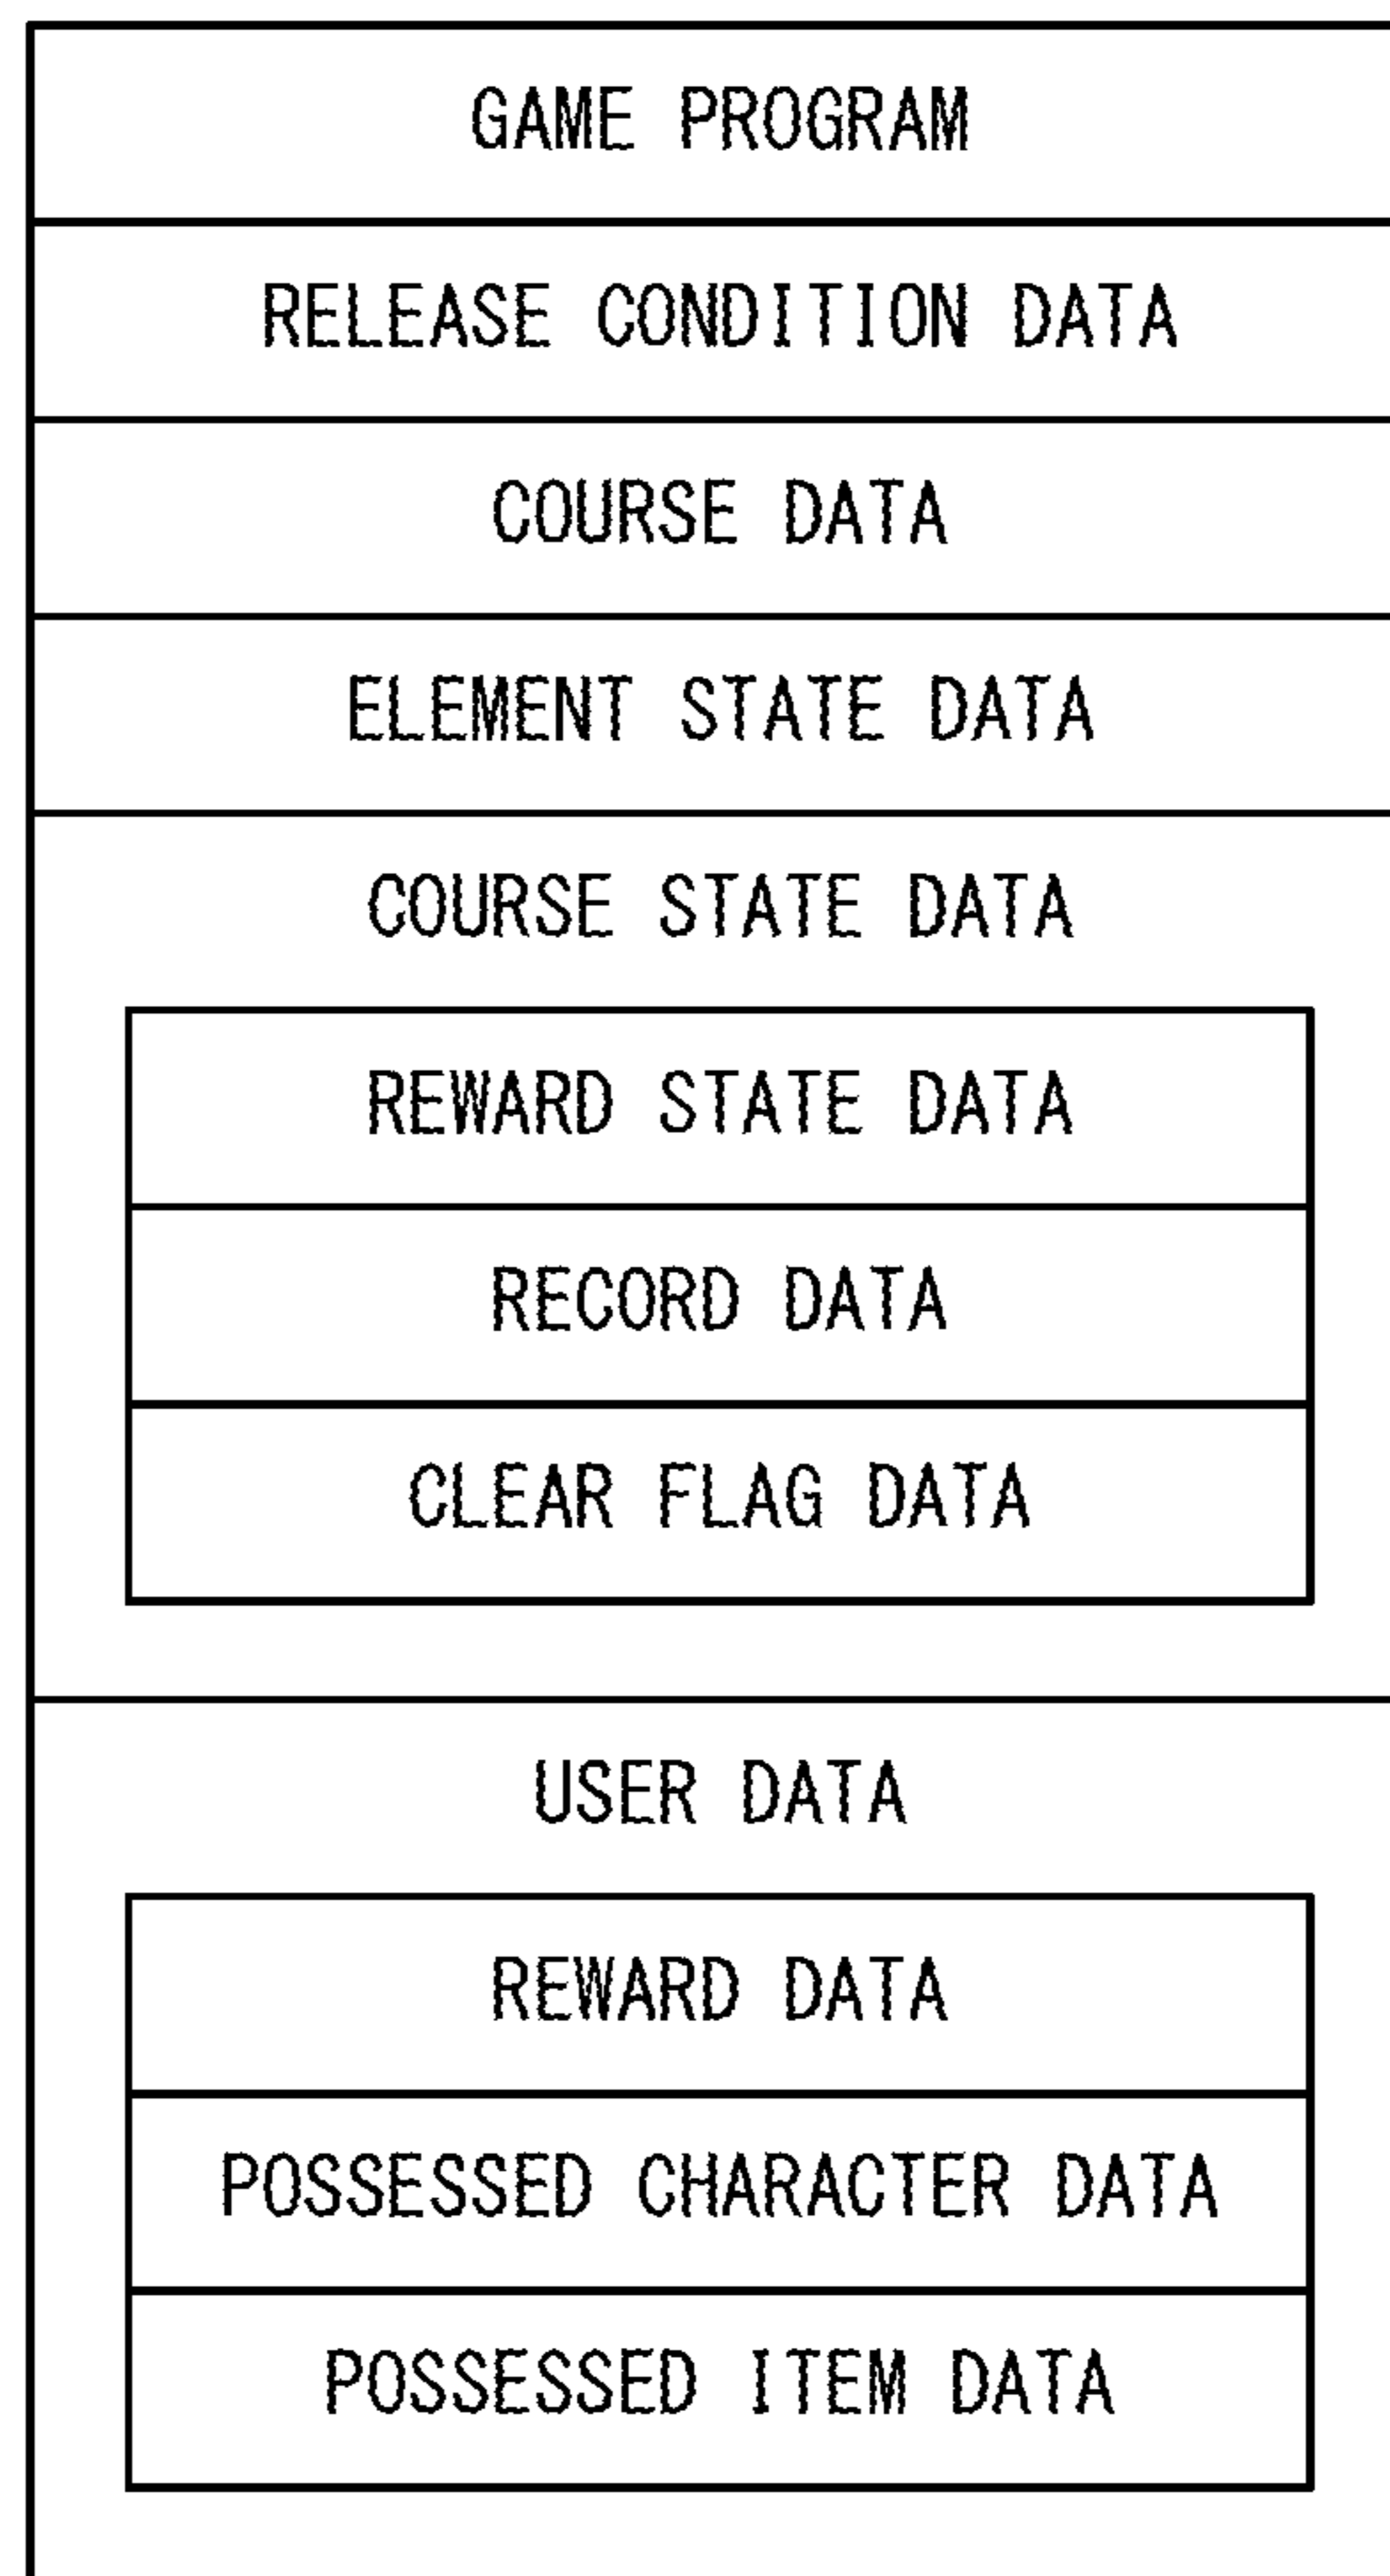 GAME PROGRAM
RELEASE CONDITION DATA
COURSE DATA
ELEMENT STATE DATA
COURSE STATE DATA
REWARD STATE DATA
RECORD DATA
CLEAR FLAG DATA
USER DATA
REWARD DATA
POSSESSED CHARACTER DATA
POSSESSED ITEM DATA